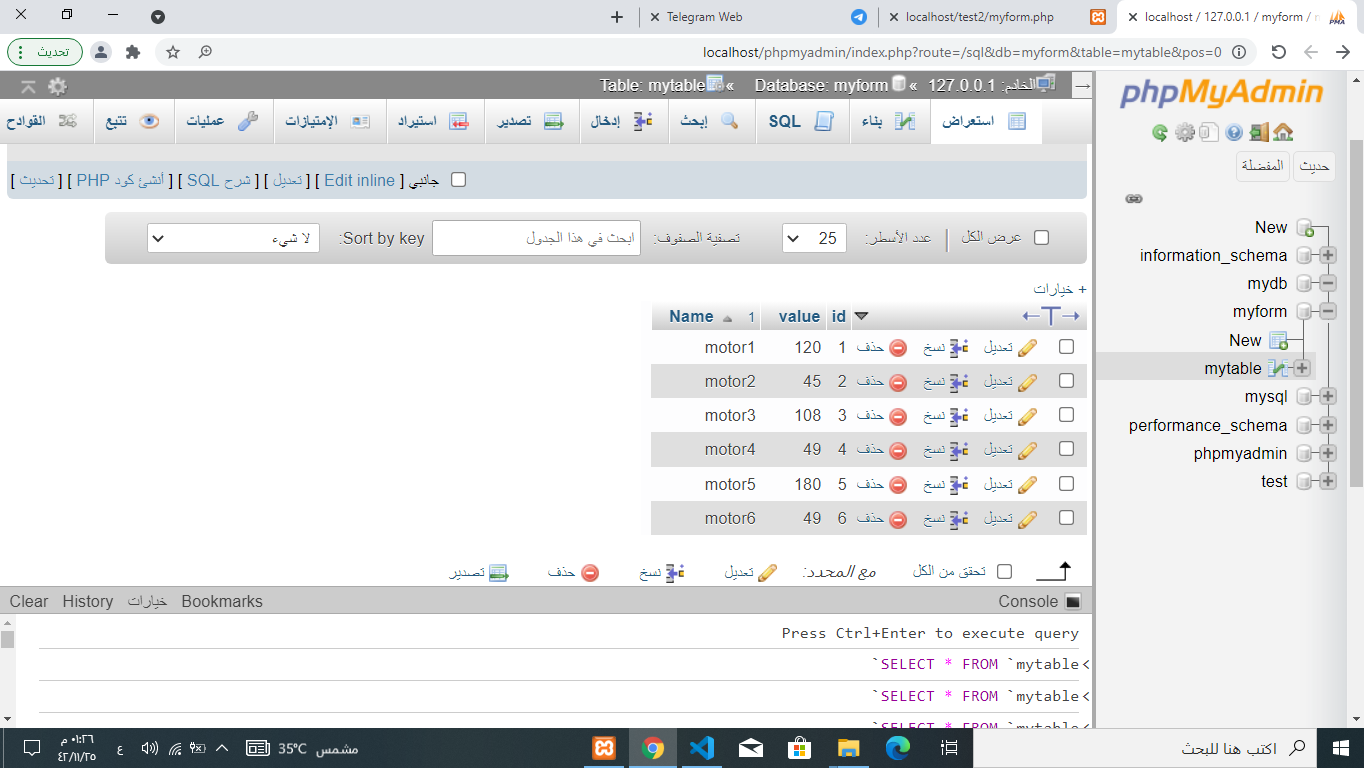 localhost / 127.0.0.1 / myform /
localhost/test2/myform.php
Telegram Web
localhost/phpmyadmin/index.php?route=/sql&db=myform&table=mytable&pos=0
تحديث
phpMyAdmin
حديث
المفضلة
New
information_schema
mydb
myform
New
mytable
mysql
performance_schema
phpmyadmin
test
الخادم: 127.0.0.1 » Database: myform » Table: mytable
استعراض
بناء
SQL
إبحث
إدخال
تصدير
استيراد
الإمتيازات
عمليات
تتبع
القوادح
جانبي [ Edit inline ] [ تعديل ] [ شرح SQL ] [ أنشئ كود PHP ] [ تحديث ]
عرض الكل
عدد الأسطر: 25
تصفية الصفوف: ابحث في هذا الجدول
Sort by key: لا شيء
+ خيارات
id value Name 1
تعديل نسخ حذف 1 120 motor1
تعديل نسخ حذف 2 45 motor2
تعديل نسخ حذف 3 108 motor3
تعديل نسخ حذف 4 49 motor4
تعديل نسخ حذف 5 180 motor5
تعديل نسخ حذف 6 49 motor6
تحقق من الكل مع المحدد: تعديل نسخ حذف تصدير
Console
Bookmarks خيارات History Clear
Press Ctrl+Enter to execute query
`SELECT * FROM `mytable<
`SELECT * FROM `mytable<
`SELECT * FROM `mytable<
اكتب هنا للبحث
مشمس 35°C
ع
٠١:٢٦ م
٤٢/١١/٢٥